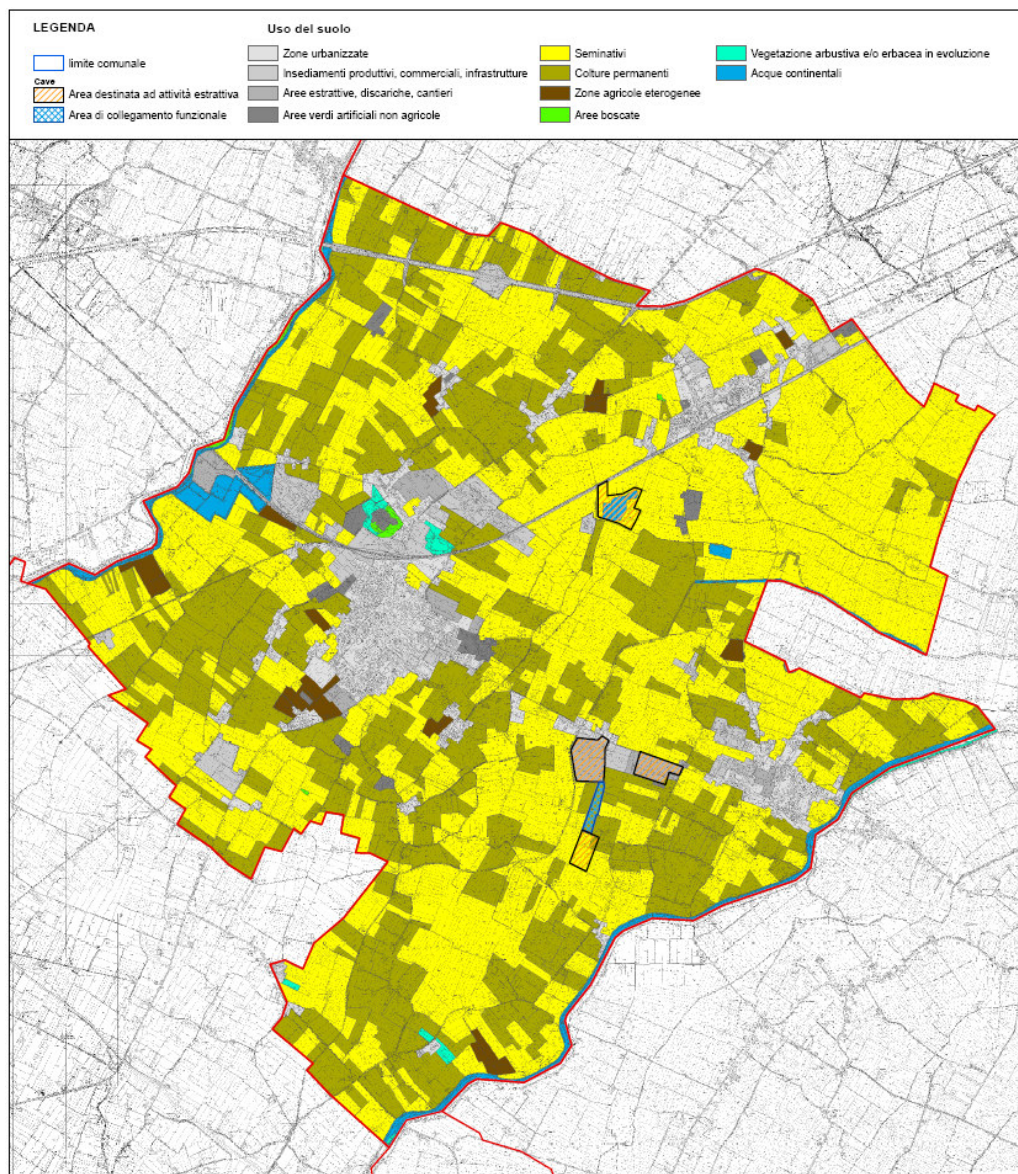 LEGENDA
limite comunale
Cave
Area destinata ad attività estrattiva
Area di collegamento funzionale
Uso del suolo
Zone urbanizzate
Insediamenti produttivi, commerciali, infrastrutture
Aree estrattive, discariche, cantieri
Aree verdi artificiali non agricole
Seminativi
Colture permanenti
Zone agricole eterogenee
Aree boscate
Vegetazione arbustiva e/o erbacea in evoluzione
Acque continentali